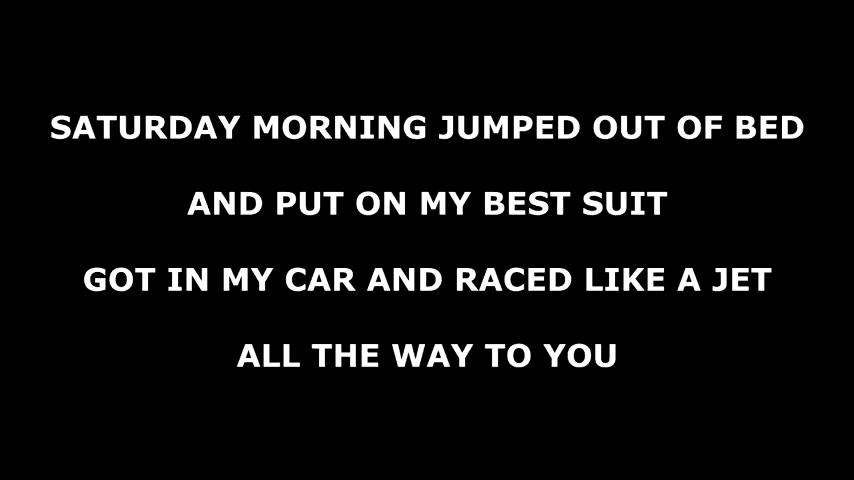 SATURDAY MORNING JUMPED OUT OF BED
AND PUT ON MY BEST SUIT
GOT IN MY CAR AND RACED LIKE A JET
ALL THE WAY TO YOU